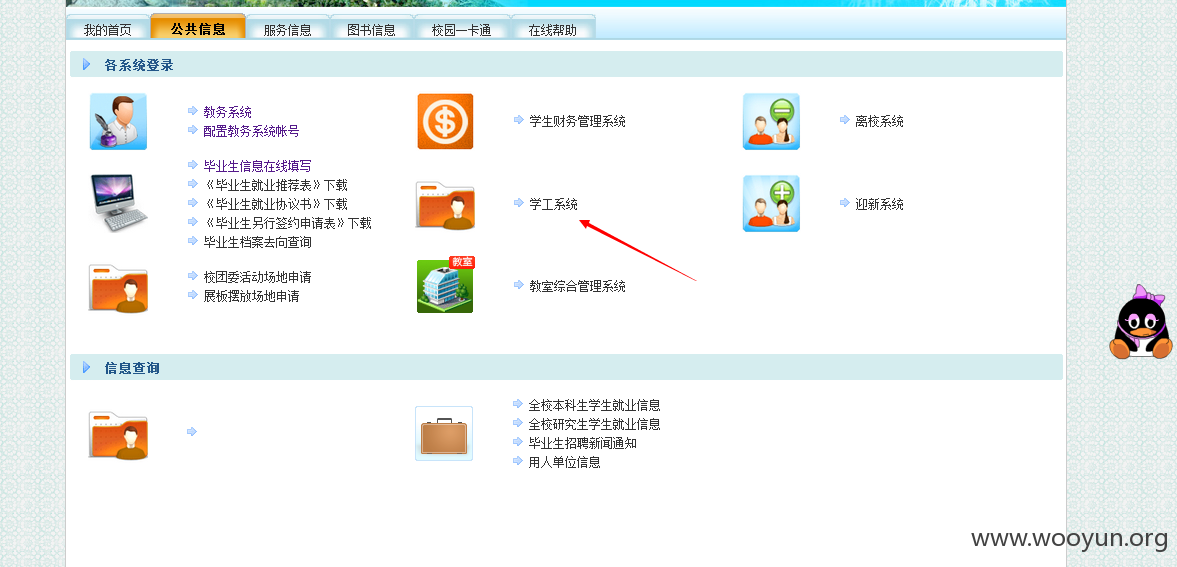 我的首页
公共信息
服务信息
图书信息
校园一卡通
在线帮助
各系统登录
教务系统
配置教务系统帐号
学生财务管理系统
离校系统
毕业生信息在线填写
《毕业生就业推荐表》下载
《毕业生就业协议书》下载
《毕业生另行签约申请表》下载
毕业生档案去向查询
学工系统
迎新系统
校团委活动场地申请
展板摆放场地申请
教室
教室综合管理系统
信息查询
全校本科生学生就业信息
全校研究生学生就业信息
毕业生招聘新闻通知
用人单位信息
www.wooyun.org